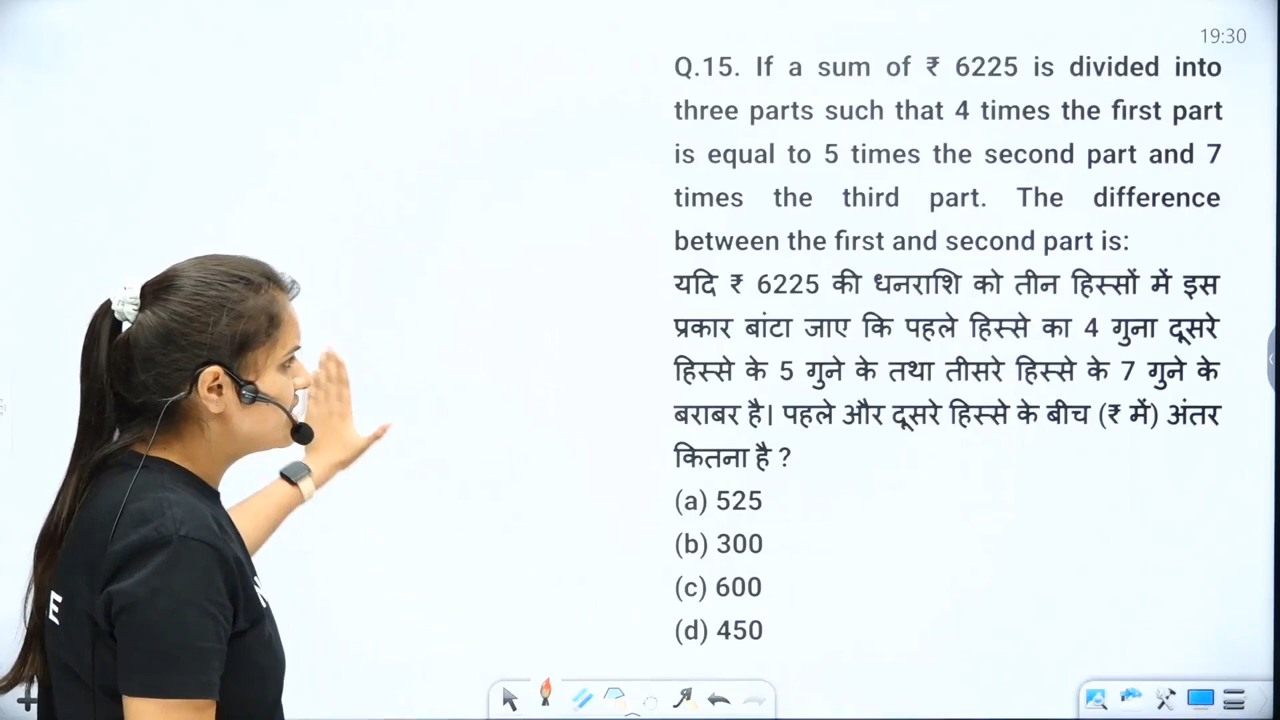 19:30
Q.15. If a sum of ₹ 6225 is divided into
three parts such that 4 times the first part
is equal to 5 times the second part and 7
times the third part. The difference
between the first and second part is:
यदि ₹ 6225 की धनराशि को तीन हिस्सों में इस
प्रकार बांटा जाए कि पहले हिस्से का 4 गुना दूसरे
हिस्से के 5 गुने के तथा तीसरे हिस्से के 7 गुने के
बराबर है। पहले और दूसरे हिस्से के बीच (₹ में) अंतर
कितना है ?
(a) 525
(b) 300
(c) 600
(d) 450
E